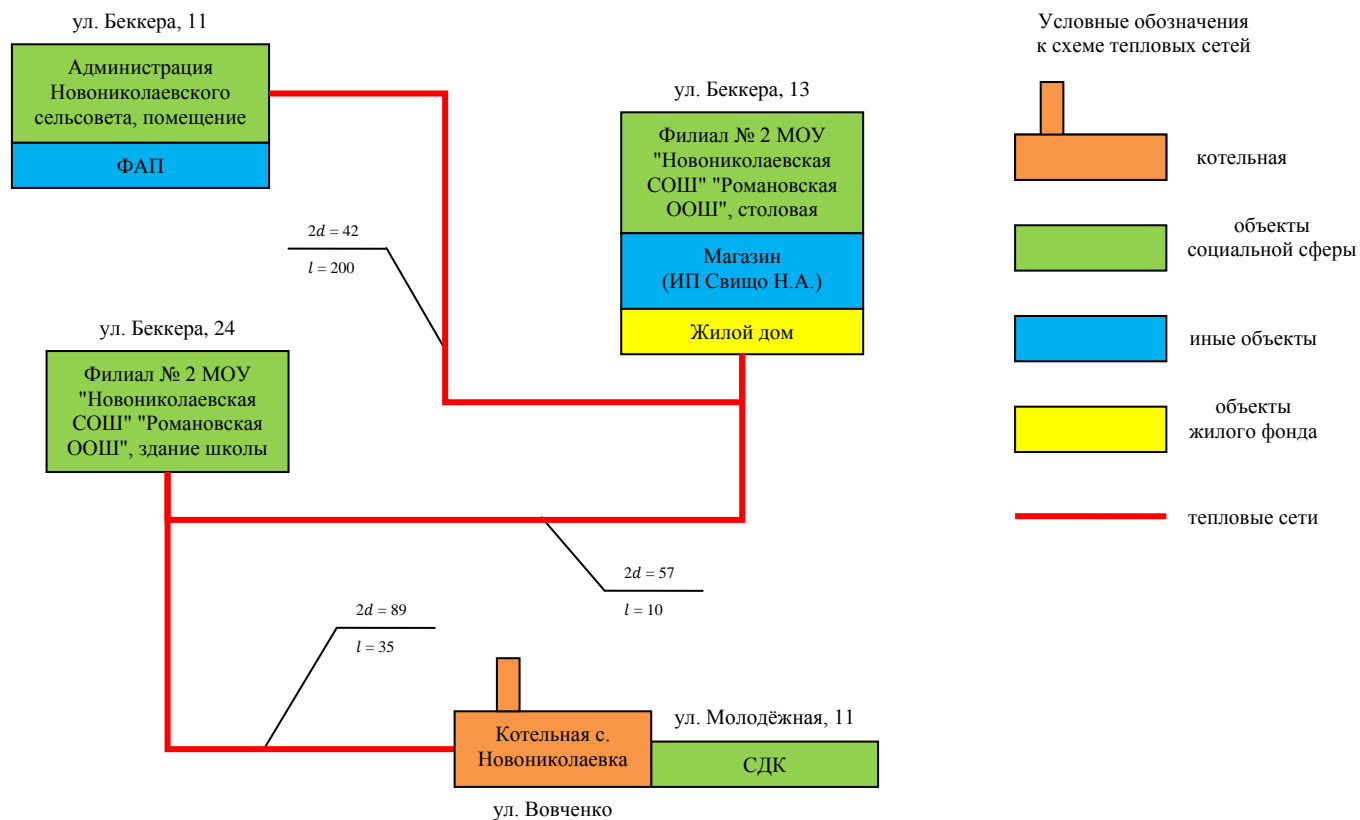 ул. Беккера, 11
Администрация
Новониколаевского
сельсовета, помещение
ФАП
ул. Беккера, 13
Филиал № 2 МОУ
"Новониколаевская
СОШ" "Романовская
ООШ", столовая
Магазин
(ИП Свищо Н.А.)
Жилой дом
2d = 42
l = 200
ул. Беккера, 24
Филиал № 2 МОУ
"Новониколаевская
СОШ" "Романовская
ООШ", здание школы
2d = 57
l = 10
2d = 89
l = 35
Котельная с.
Новониколаевка
ул. Вовченко
ул. Молодёжная, 11
СДК
Условные обозначения
к схеме тепловых сетей
котельная
объекты
социальной сферы
иные объекты
объекты
жилого фонда
тепловые сети